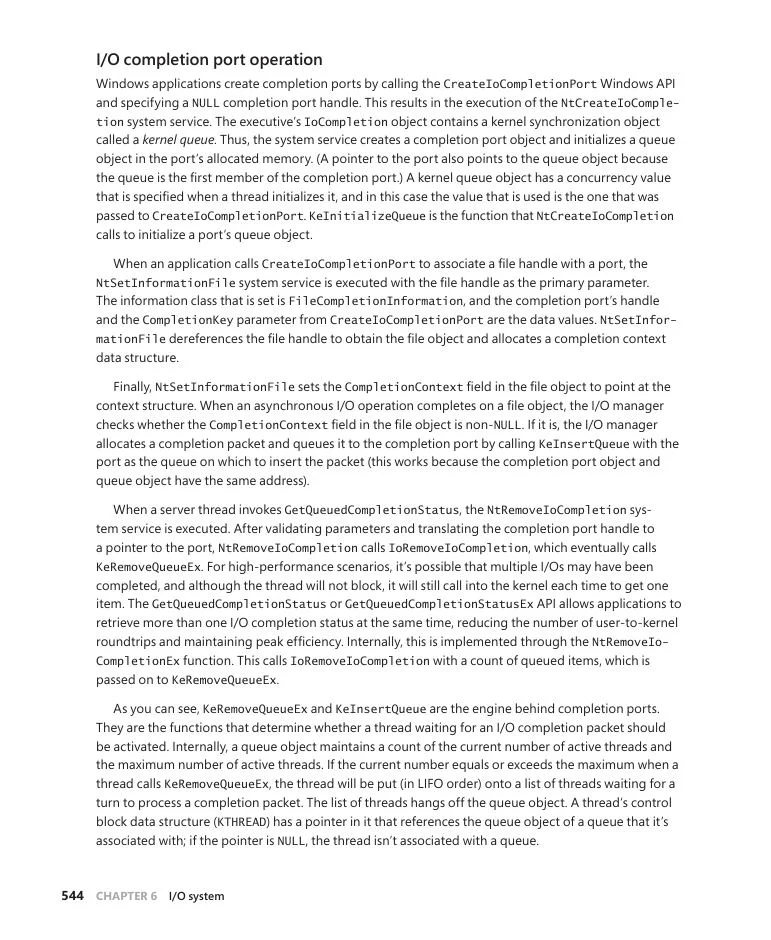 I/O completion port operation
Windows applications create completion ports by calling the CreateIoCompletionPort Windows API
and specifying a NULL completion port handle. This results in the execution of the NtCreateIoComple-
tion system service. The executive’s IoCompletion object contains a kernel synchronization object
called a kernel queue. Thus, the system service creates a completion port object and initializes a queue
object in the port’s allocated memory. (A pointer to the port also points to the queue object because
the queue is the first member of the completion port.) A kernel queue object has a concurrency value
that is specified when a thread initializes it, and in this case the value that is used is the one that was
passed to CreateIoCompletionPort. KeInitializeQueue is the function that NtCreateIoCompletion
calls to initialize a port’s queue object.
When an application calls CreateIoCompletionPort to associate a file handle with a port, the
NtSetInformationFile system service is executed with the file handle as the primary parameter.
The information class that is set is FileCompletionInformation, and the completion port’s handle
and the CompletionKey parameter from CreateIoCompletionPort are the data values. NtSetInfor-
mationFile dereferences the file handle to obtain the file object and allocates a completion context
data structure.
Finally, NtSetInformationFile sets the CompletionContext field in the file object to point at the
context structure. When an asynchronous I/O operation completes on a file object, the I/O manager
checks whether the CompletionContext field in the file object is non-NULL. If it is, the I/O manager
allocates a completion packet and queues it to the completion port by calling KeInsertQueue with the
port as the queue on which to insert the packet (this works because the completion port object and
queue object have the same address).
When a server thread invokes GetQueuedCompletionStatus, the NtRemoveIoCompletion sys-
tem service is executed. After validating parameters and translating the completion port handle to
a pointer to the port, NtRemoveIoCompletion calls IoRemoveIoCompletion, which eventually calls
KeRemoveQueueEx. For high-performance scenarios, it’s possible that multiple I/Os may have been
completed, and although the thread will not block, it will still call into the kernel each time to get one
item. The GetQueuedCompletionStatus or GetQueuedCompletionStatusEx API allows applications to
retrieve more than one I/O completion status at the same time, reducing the number of user-to-kernel
roundtrips and maintaining peak efficiency. Internally, this is implemented through the NtRemoveIo-
CompletionEx function. This calls IoRemoveIoCompletion with a count of queued items, which is
passed on to KeRemoveQueueEx.
As you can see, KeRemoveQueueEx and KeInsertQueue are the engine behind completion ports.
They are the functions that determine whether a thread waiting for an I/O completion packet should
be activated. Internally, a queue object maintains a count of the current number of active threads and
the maximum number of active threads. If the current number equals or exceeds the maximum when a
thread calls KeRemoveQueueEx, the thread will be put (in LIFO order) onto a list of threads waiting for a
turn to process a completion packet. The list of threads hangs off the queue object. A thread’s control
block data structure (KTHREAD) has a pointer in it that references the queue object of a queue that it’s
associated with; if the pointer is NULL, the thread isn’t associated with a queue.
544 CHAPTER 6 I/O system